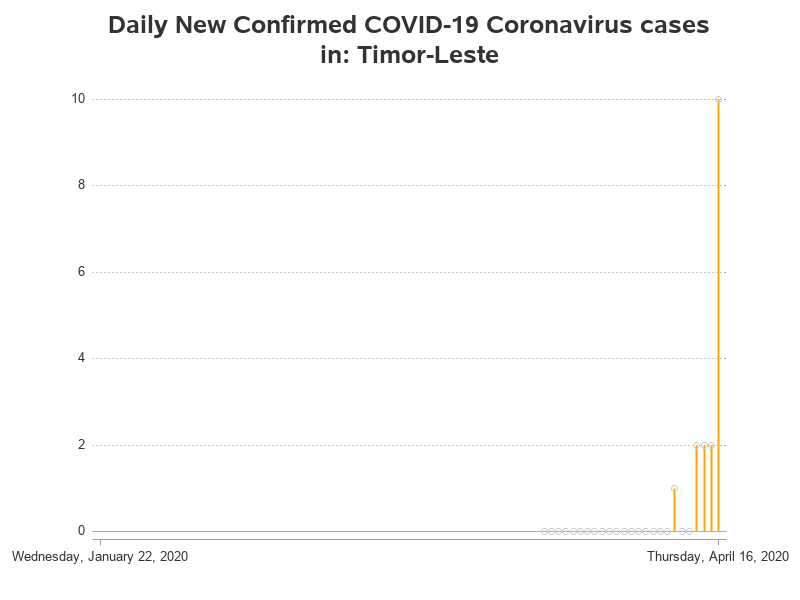 Daily New Confirmed COVID-19 Coronavirus cases
in: Timor-Leste
10
8
6
4
2
0
Wednesday, January 22, 2020
Thursday, April 16, 2020